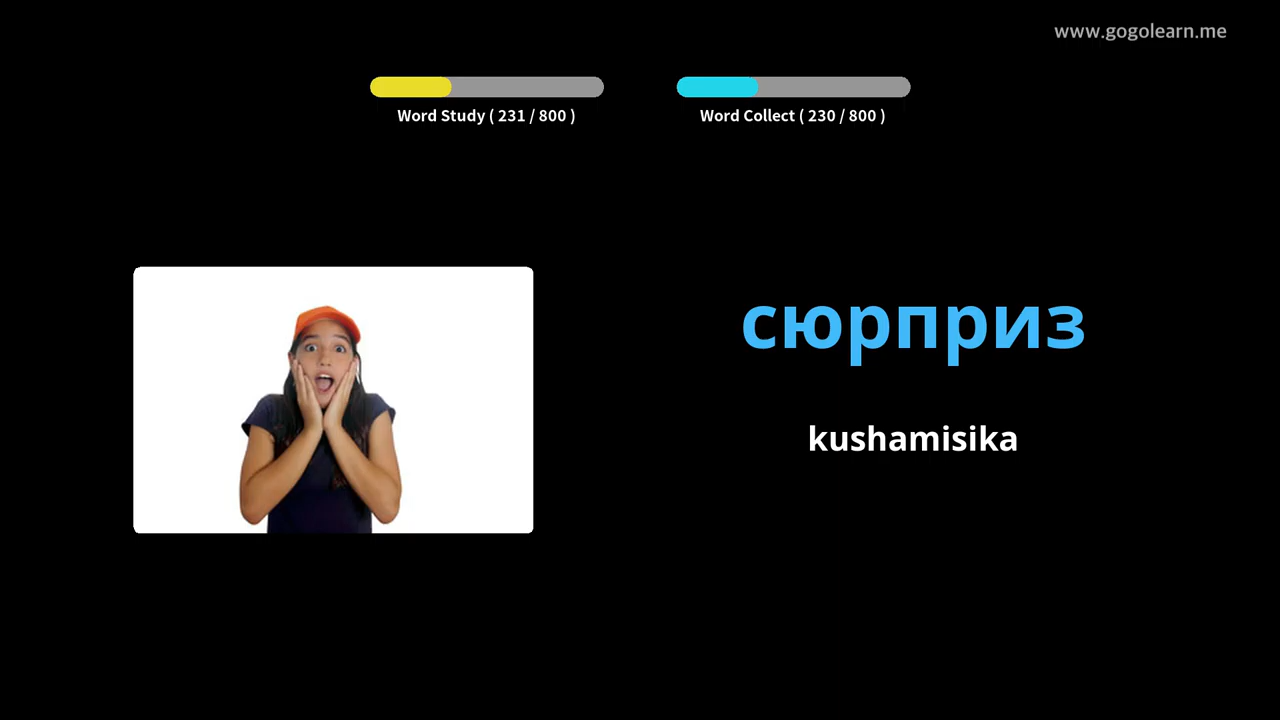 www.gogolearn.me
Word Study ( 231 / 800 )
Word Collect ( 230 / 800 )
сюрприз
kushamisika